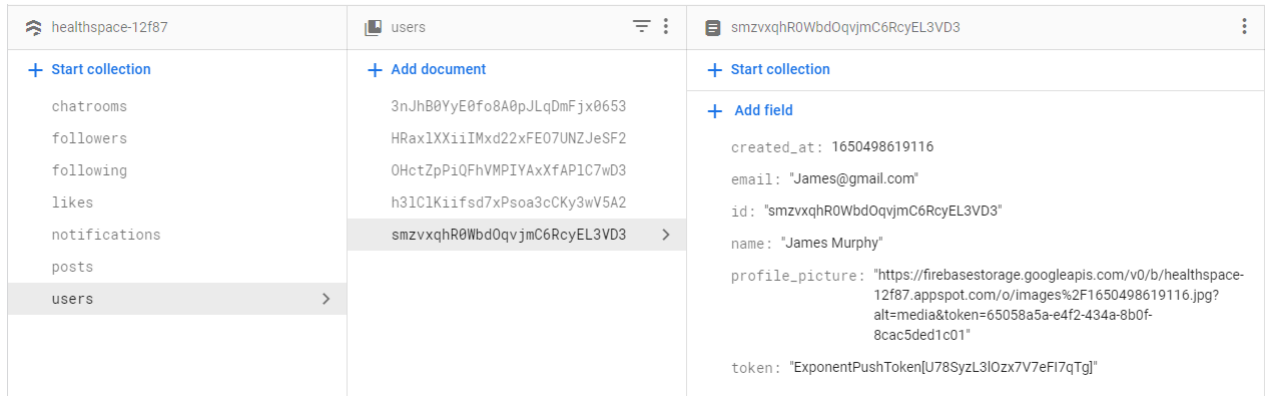 healthspace-12f87
Start collection
chatrooms
followers
following
likes
notifications
posts
users
users
Add document
3nJhB0YyE0fo8A0pJLqDmFjx0653
HRaxlXXiiIMxd22xFEO7UNZJeSF2
OHctZpPiQFhVMPIYAxXfAPlC7wD3
h3lClKiifsd7xPsoa3cCKy3wV5A2
smzvxqhR0WbdOqvjmC6RcyEL3VD3
smzvxqhR0WbdOqvjmC6RcyEL3VD3
Start collection
Add field
created_at: 1650498619116
email: "James@gmail.com"
id: "smzvxqhR0WbdOqvjmC6RcyEL3VD3"
name: "James Murphy"
profile_picture: "https://firebasestorage.googleapis.com/v0/b/healthspace-
12f87.appspot.com/o/images%2F1650498619116.jpg?
alt=media&token=65058a5a-e4f2-434a-8b0f-
8cac5ded1c01"
token: "ExponentPushToken[U78SyzL3lOzx7V7eFI7qTg]"